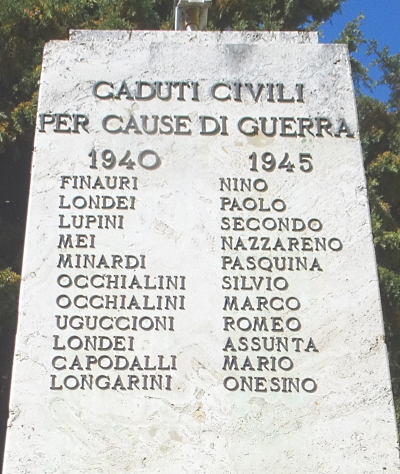 CADUTI CIVILI
PER CAUSE DI GUERRA
1940 1945
FINAURI NINO
LONDEI PAOLO
LUPINI SECONDO
MEI NAZZARENO
MINARDI PASQUINA
OCCHIALINI SILVIO
OCCHIALINI MARCO
UGUCCIONI ROMEO
LONDEI ASSUNTA
CAPODALLI MARIO
LONGARINI ONESINO